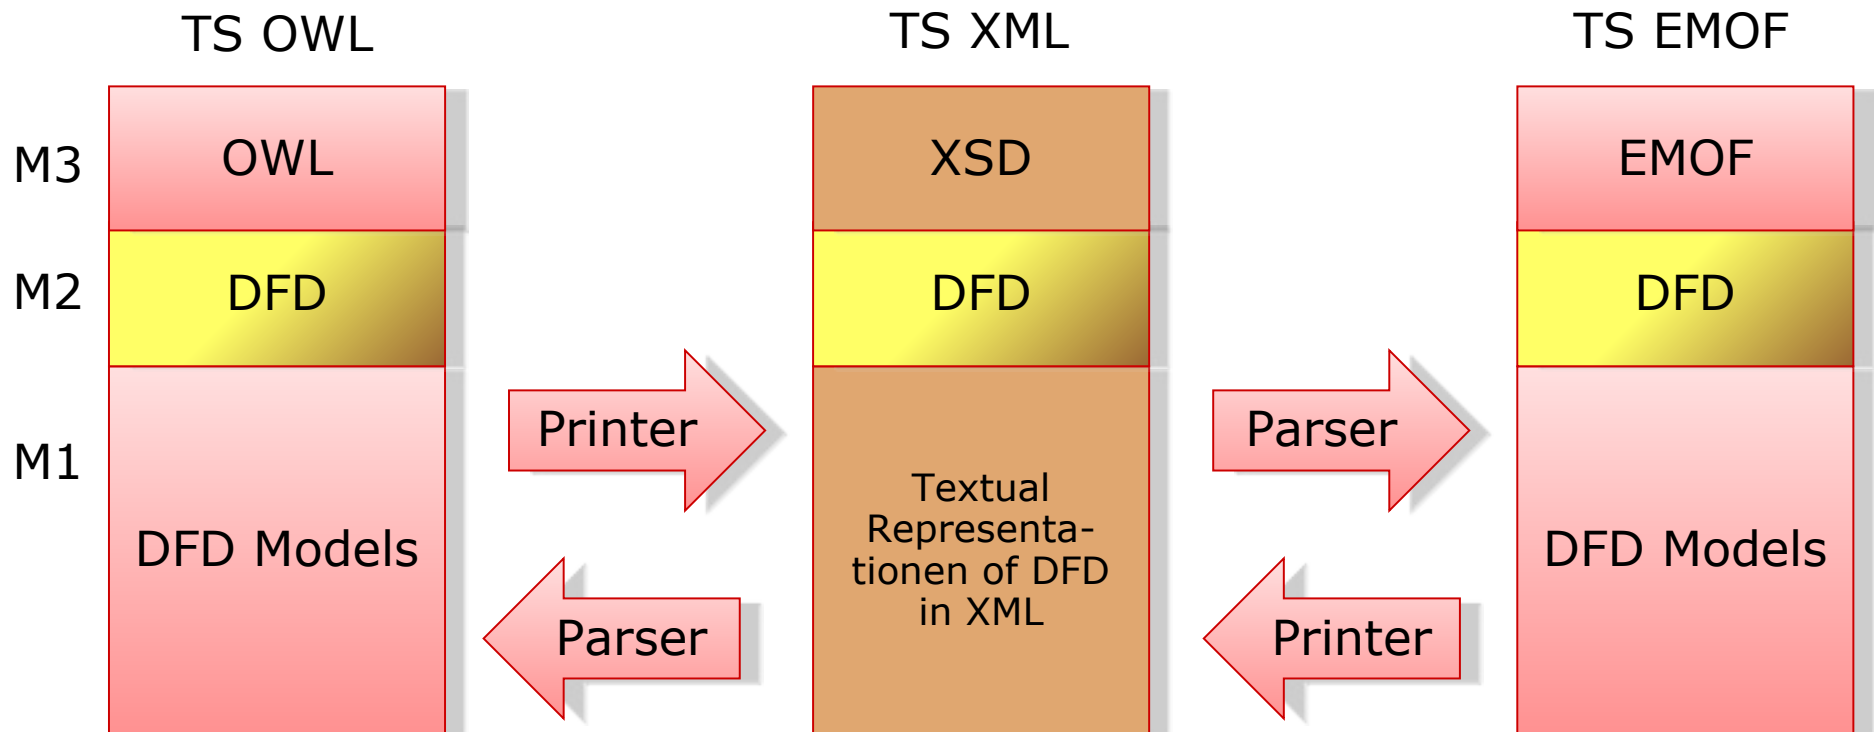 TS OWL
TS XML
TS EMOF
M3
OWL
XSD
EMOF
M2
DFD
DFD
DFD
M1
Printer
Parser
DFD Models
Textual
Representa-
tionen of DFD
in XML
DFD Models
Parser
Printer